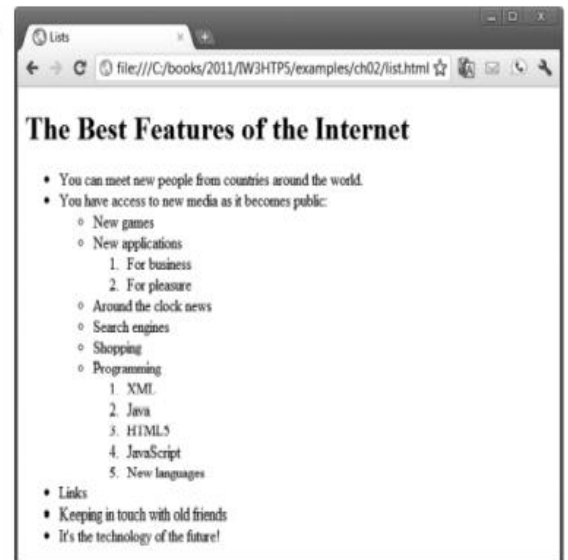 Lists
file:///C:/books/2011/IW3HTP5/examples/ch02/list.html
The Best Features of the Internet
• You can meet new people from countries around the world.
• You have access to new media as it becomes public:
◦ New games
◦ New applications
1. For business
2. For pleasure
◦ Around the clock news
◦ Search engines
◦ Shopping
◦ Programming
1. XML
2. Java
3. HTML5
4. JavaScript
5. New languages
• Links
• Keeping in touch with old friends
• It's the technology of the future!